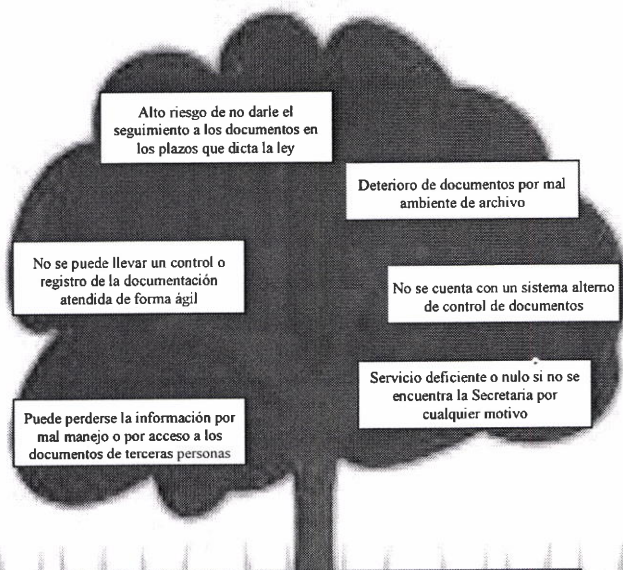 Alto riesgo de no darle el
seguimiento a los documentos en
los plazos que dicta la ley
Deterioro de documentos por mal
ambiente de archivo
No se puede llevar un control o
registro de la documentación
atendida de forma ágil
No se cuenta con un sistema alterno
de control de documentos
Servicio deficiente o nulo si no se
encuentra la Secretaria por
cualquier motivo
Puede perderse la información por
mal manejo o por acceso a los
documentos de terceras personas